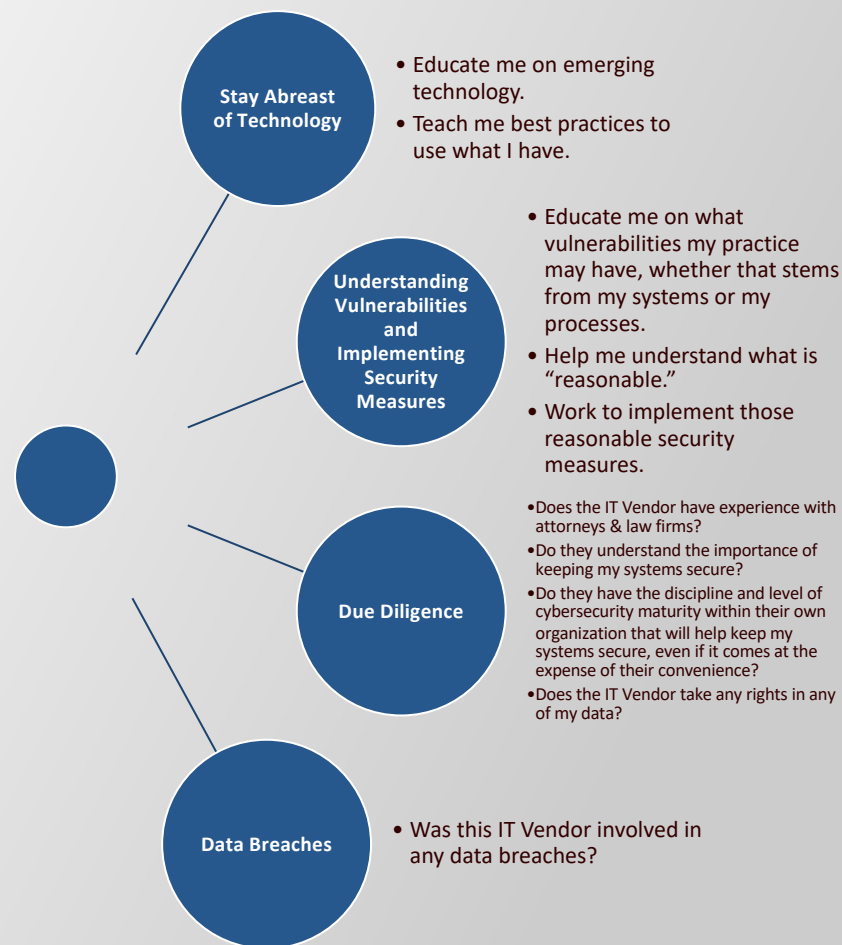 Stay Abreast
of Technology
• Educate me on emerging
technology.
• Teach me best practices to
use what I have.
Understanding
Vulnerabilities
and
Implementing
Security
Measures
• Educate me on what
vulnerabilities my practice
may have, whether that stems
from my systems or my
processes.
• Help me understand what is
“reasonable.”
• Work to implement those
reasonable security
measures.
Due Diligence
•Does the IT Vendor have experience with
attorneys & law firms?
•Do they understand the importance of
keeping my systems secure?
•Do they have the discipline and level of
cybersecurity maturity within their own
organization that will help keep my
systems secure, even if it comes at the
expense of their convenience?
•Does the IT Vendor take any rights in any
of my data?
Data Breaches
• Was this IT Vendor involved in
any data breaches?